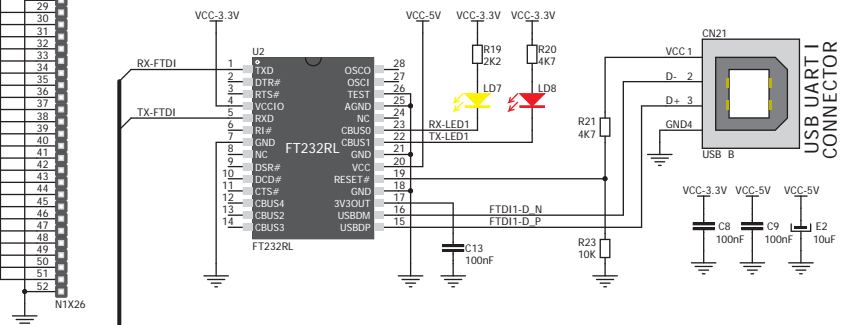 29
30
31
32
33
34
35
36
37
38
39
40
41
42
43
44
45
46
47
48
49
50
51
52
N1X26
RX-FTDI
TX-FTDI
VCC-3.3V
U2
1 TXD
2 DTR#
3 RTS#
4 VCCIO
5 RXD
6 RI#
7 GND
8 NC
9 DSR#
10 DCD#
11 CTS#
12 CBUS4
13 CBUS2
14 CBUS3
FT232RL
OSCO 28
OSCI 27
TEST 26
AGND 25
NC 24
CBUS0 23
CBUS1 22
GND 21
VCC 20
RESET# 19
GND 18
3V3OUT 17
USBDM 16
USBDP 15
FT232RL
VCC-5V
VCC-3.3V
VCC-3.3V
R19
2K2
R20
4K7
LD7
LD8
RX-LED1
TX-LED1
FTDI1-D_N
FTDI1-D_P
C13
100nF
R21
4K7
R23
10K
CN21
VCC 1
D- 2
D+ 3
GND4
USB B
USB UART I
CONNECTOR
VCC-3.3V
VCC-5V
VCC-5V
C8
100nF
C9
100nF
E2
10uF